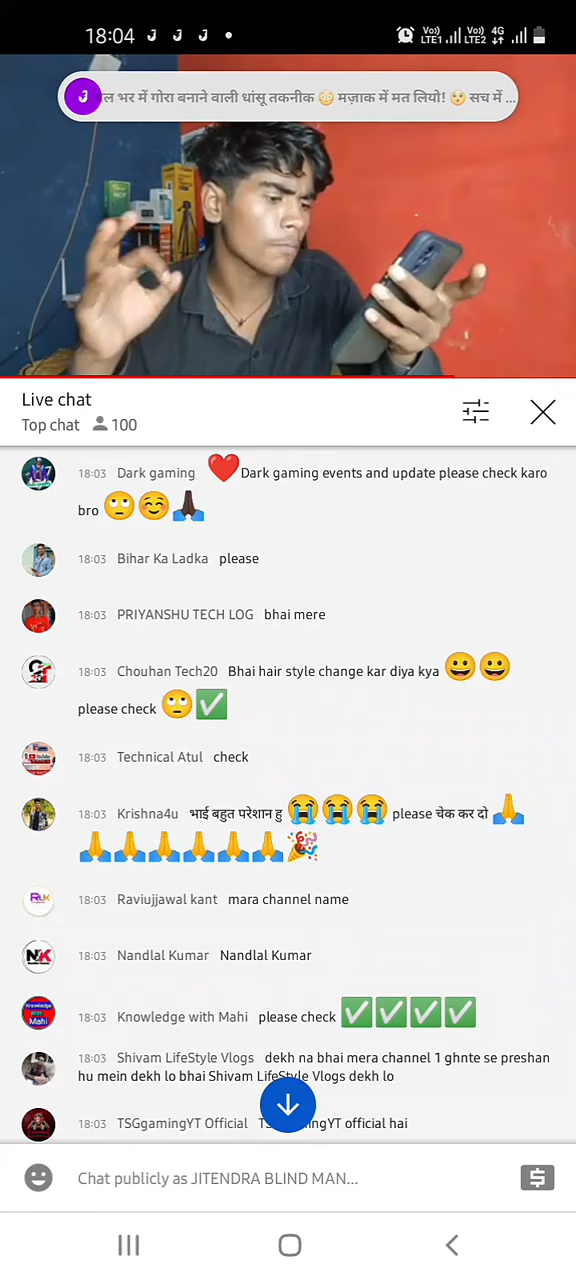 18:04
Vo)) LTE1 Vo)) LTE2 4G
J
ल भर में गोरा बनाने वाली धांसू तकनीक 😳 मज़ाक में मत लियो! 😯 सच में ...
Live chat
Top chat 100
18:03 Dark gaming ❤️Dark gaming events and update please check karo
bro 🙄☺️🙏🏿
18:03 Bihar Ka Ladka please
18:03 PRIYANSHU TECH LOG bhai mere
18:03 Chouhan Tech20 Bhai hair style change kar diya kya 😀😀
please check 🙄✅
18:03 Technical Atul check
18:03 Krishna4u भाई बहुत परेशान हु 😭😭😭 please चेक कर दो 🙏
🙏🙏🙏🙏🙏🙏🎉
18:03 Raviujjawal kant mara channel name
18:03 Nandlal Kumar Nandlal Kumar
18:03 Knowledge with Mahi please check ✅✅✅✅
18:03 Shivam LifeStyle Vlogs dekh na bhai mera channel 1 ghnte se preshan
hu mein dekh lo bhai Shivam LifeStyle Vlogs dekh lo
18:03 TSGgamingYT Official ingYT official hai
Chat publicly as JITENDRA BLIND MAN...